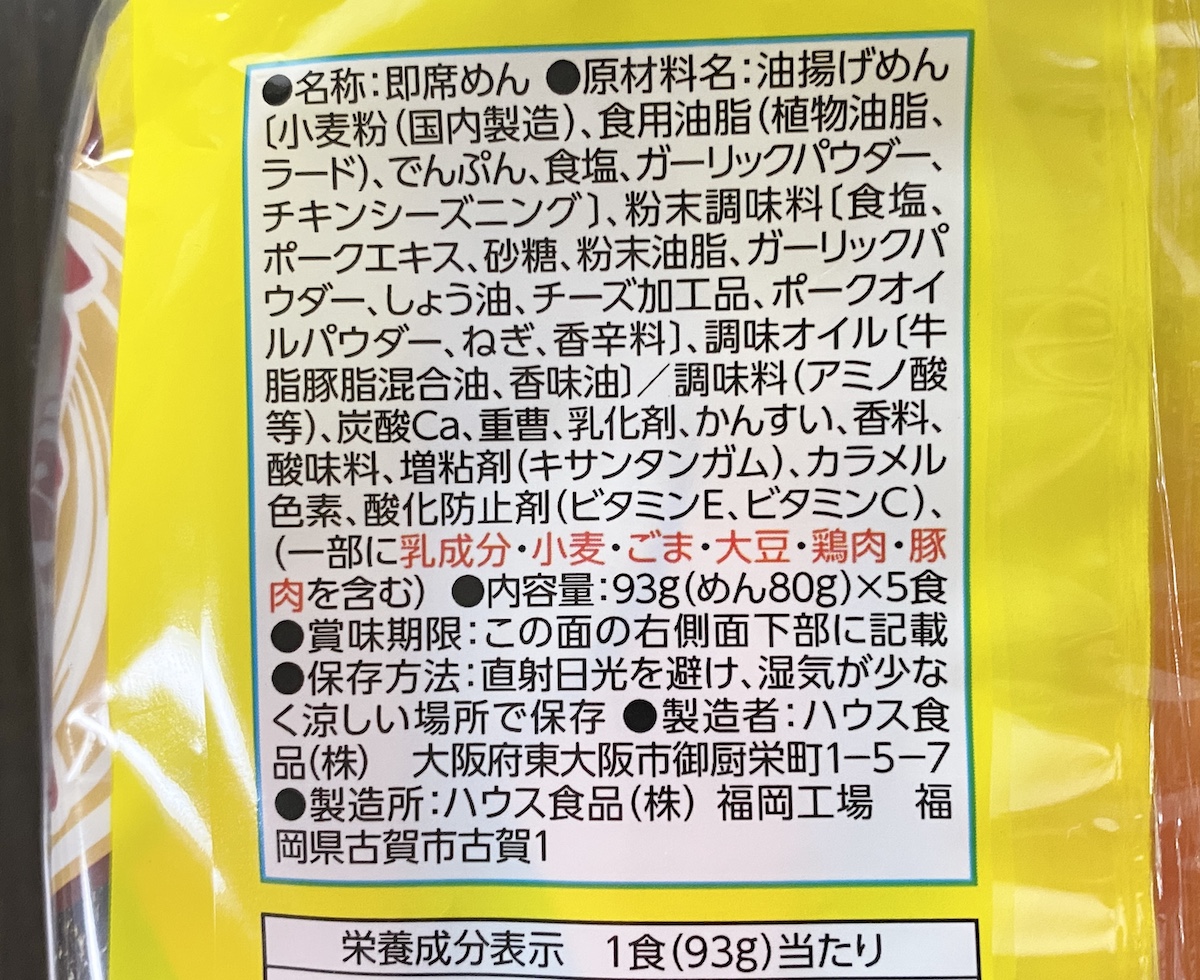 ●名称:即席めん ●原材料名:油揚げめん
〔小麦粉(国内製造)、食用油脂(植物油脂、
ラード)、でんぷん、食塩、ガーリックパウダー、
チキンシーズニング〕、粉末調味料〔食塩、
ポークエキス、砂糖、粉末油脂、ガーリックパ
ウダー、しょう油、チーズ加工品、ポークオイ
ルパウダー、ねぎ、香辛料〕、調味オイル〔牛
脂豚脂混合油、香味油〕/調味料(アミノ酸
等)、炭酸Ca、重曹、乳化剤、かんすい、香料、
酸味料、増粘剤(キサンタンガム)、カラメル
色素、酸化防止剤(ビタミンE、ビタミンC)、
(一部に乳成分・小麦・ごま・大豆・鶏肉・豚
肉を含む) ●内容量:93g(めん80g)×5食
●賞味期限:この面の右側面下部に記載
●保存方法:直射日光を避け、湿気が少な
く涼しい場所で保存 ●製造者:ハウス食
品(株) 大阪府東大阪市御厨栄町1−5−7
●製造所:ハウス食品(株) 福岡工場 福
岡県古賀市古賀1
栄養成分表示 1食(93g)当たり